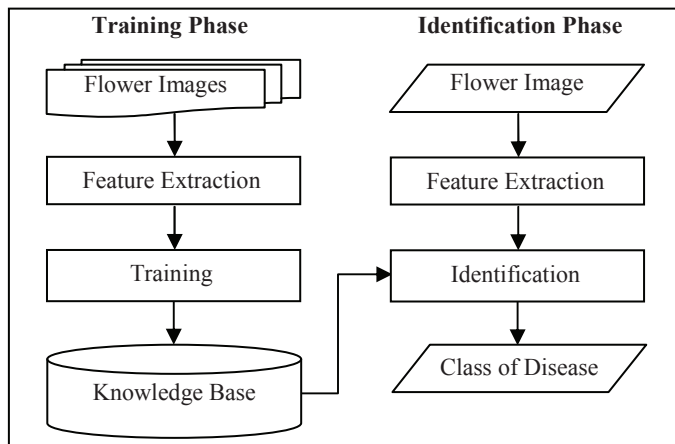 Training Phase
Flower Images
Feature Extraction
Training
Knowledge Base
Identification Phase
Flower Image
Feature Extraction
Identification
Class of Disease